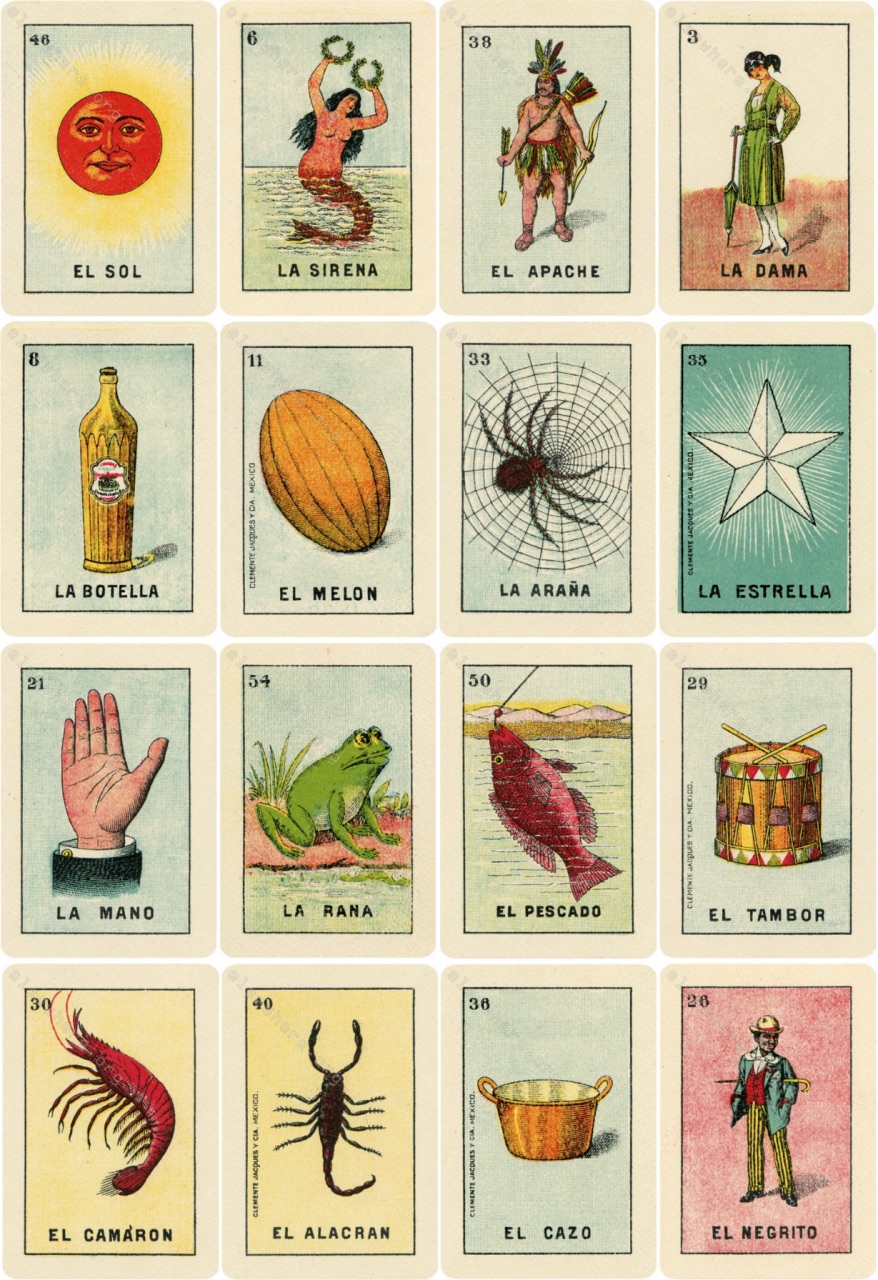 46
EL SOL
6
LA SIRENA
38
EL APACHE
3
LA DAMA
8
LA BOTELLA
11
CLEMENTE JACQUES Y CIA. MEXICO
EL MELON
33
LA ARAÑA
35
CLEMENTE JACQUES Y CIA. MEXICO.
LA ESTRELLA
21
LA MANO
54
LA RANA
50
EL PESCADO
29
CLEMENTE JACQUES Y CIA. MEXICO.
EL TAMBOR
30
EL CAMARON
40
CLEMENTE JACQUES Y CIA. MEXICO.
EL ALACRAN
36
CLEMENTE JACQUES Y CIA. MEXICO.
EL CAZO
26
EL NEGRITO